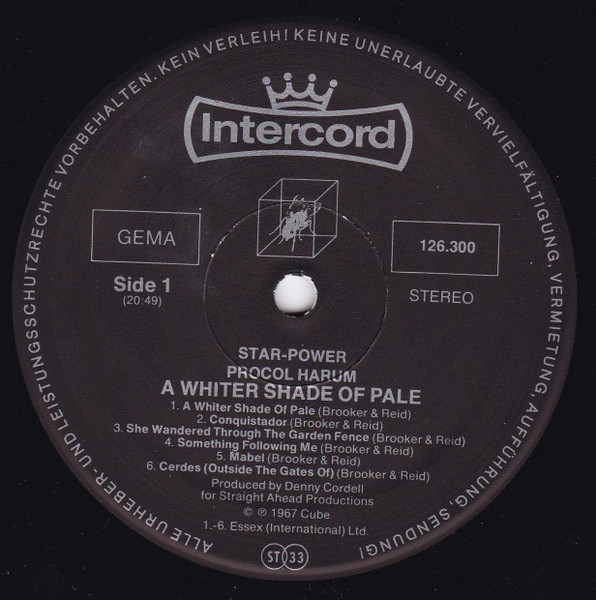 ALLE URHEBER- UND LEISTUNGSSCHUTZRECHTE VORBEHALTEN. KEIN VERLEIH! KEINE UNERLAUBTE VERVIELFÄLTIGUNG, VERMIETUNG, AUFFÜHRUNG, SENDUNG!
Intercord
GEMA
126.300
Side 1
(20:49)
STEREO
STAR-POWER
PROCOL HARUM
A WHITER SHADE OF PALE
1. A Whiter Shade Of Pale (Brooker & Reid)
2. Conquistador (Brooker & Reid)
3. She Wandered Through The Garden Fence (Brooker & Reid)
4. Something Following Me (Brooker & Reid)
5. Mabel (Brooker & Reid)
6. Cerdes (Outside The Gates Of) (Brooker & Reid)
Produced by Denny Cordell
for Straight Ahead Productions
© ℗ 1967 Cube
1.-6. Essex (International) Ltd.
ST 33